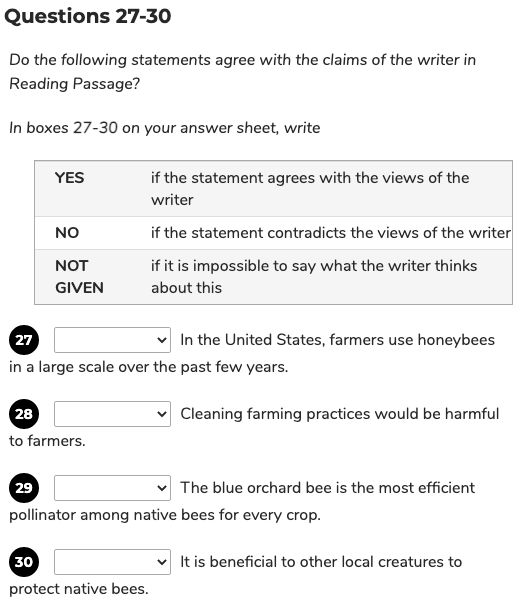 Questions 27-30
Do the following statements agree with the claims of the writer in
Reading Passage?
In boxes 27-30 on your answer sheet, write
YES if the statement agrees with the views of the
writer
NO if the statement contradicts the views of the writer
NOT if it is impossible to say what the writer thinks
GIVEN about this
27 In the United States, farmers use honeybees
in a large scale over the past few years.
28 Cleaning farming practices would be harmful
to farmers.
29 The blue orchard bee is the most efficient
pollinator among native bees for every crop.
30 It is beneficial to other local creatures to
protect native bees.